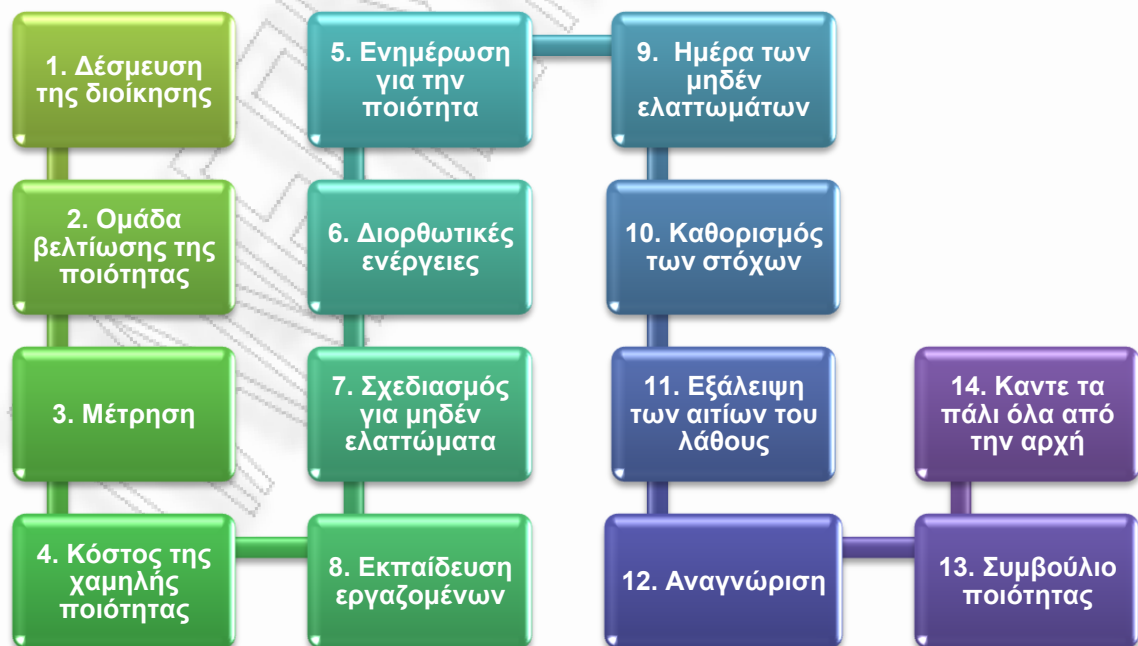 1. Δέσμευση
της διοίκησης
2. Ομάδα
βελτίωσης της
ποιότητας
3. Μέτρηση
4. Κόστος της
χαμηλής
ποιότητας
5. Ενημέρωση
για την
ποιότητα
6. Διορθωτικές
ενέργειες
7. Σχεδιασμός
για μηδέν
ελαττώματα
8. Εκπαίδευση
εργαζομένων
9. Ημέρα των
μηδέν
ελαττωμάτων
10. Καθορισμός
των στόχων
11. Εξάλειψη
των αιτίων του
λάθους
12. Αναγνώριση
13. Συμβούλιο
ποιότητας
14. Καντε τα
πάλι όλα από
την αρχή